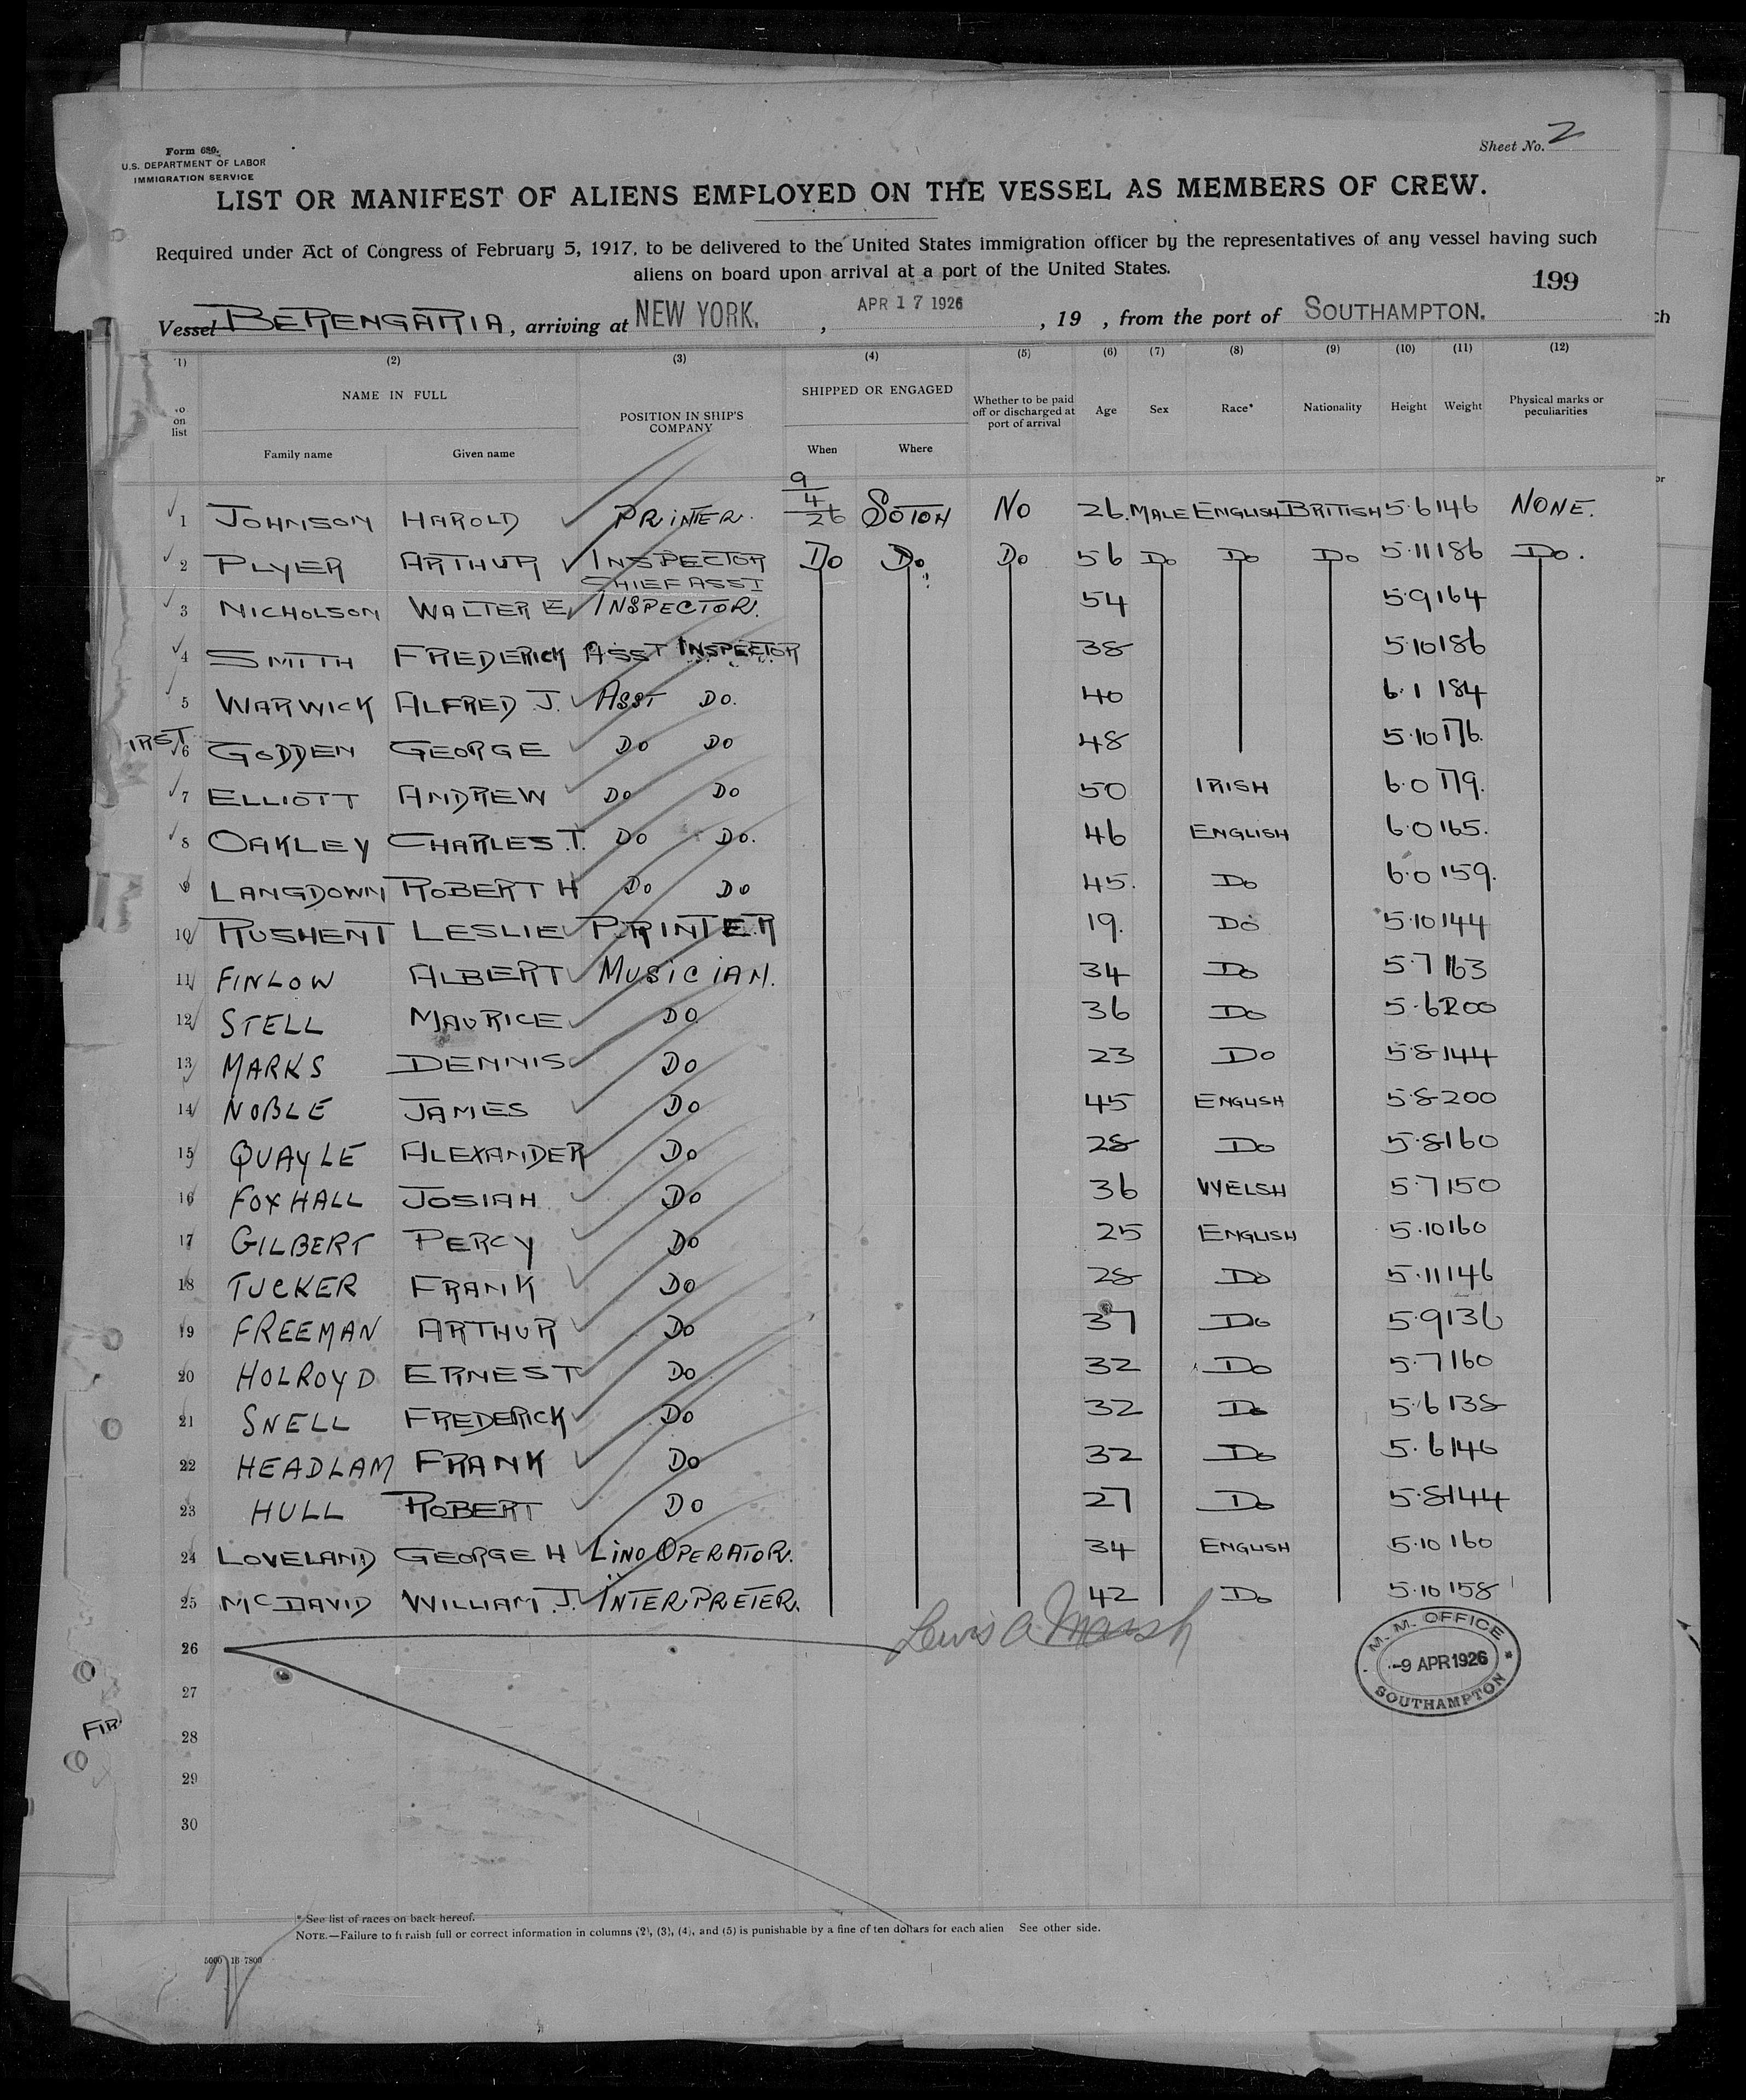 Form 680.
U.S. DEPARTMENT OF LABOR
IMMIGRATION SERVICE
Sheet No. 2
LIST OR MANIFEST OF ALIENS EMPLOYED ON THE VESSEL AS MEMBERS OF CREW.
Required under Act of Congress of February 5, 1917, to be delivered to the United States immigration officer by the representatives of any vessel having such
aliens on board upon arrival at a port of the United States.
199
Vessel BERENGARIA, arriving at NEW YORK. , APR 17 1926 , 19 , from the port of SOUTHAMPTON.
(2) (3) (4) (5) (6) (7) (8) (9) (10) (11) (12)
on list NAME IN FULL POSITION IN SHIP'S COMPANY SHIPPED OR ENGAGED Whether to be paid off or discharged at port of arrival Age Sex Race* Nationality Height Weight Physical marks or peculiarities
Family name Given name When Where
1 JOHNSON HAROLD PRINTER. 9/4/26 SOTON NO 26. MALE ENGLISH BRITISH 5.6 146 NONE.
2 PLYER ARTHUR INSPECTOR DO DO DO 56 DO DO DO 5.11 186 DO.
3 NICHOLSON WALTER E CHIEF ASST INSPECTOR. 54 5.9 164
4 SMITH FREDERICK ASST INSPECTOR 38 5.10 186
5 WARWICK ALFRED J. ASST DO. 40 6.1 184
6 GODDEN GEORGE DO DO 48 5.10 176.
7 ELLIOTT ANDREW DO DO 50 IRISH 6.0 179.
8 OAKLEY CHARLES.T. DO DO. 46 ENGLISH 6.0 165.
9 LANGDOWN ROBERT H DO DO 45. DO 6.0 159.
10 RUSHENT LESLIE PRINTER 19. DO 5.10 144
11 FINLOW ALBERT MUSICIAN. 34 DO 5.7 163
12 STELL MAURICE DO 36 DO 5.6 200
13 MARKS DENNIS DO 23 DO 5.8 144
14 NOBLE JAMES DO 45 ENGLISH 5.8 200
15 QUAYLE ALEXANDER DO 28 DO 5.8 160
16 FOXHALL JOSIAH DO 36 WELSH 5.7 150
17 GILBERT PERCY DO 25 ENGLISH 5.10 160
18 TUCKER FRANK DO 28 DO 5.11 146
19 FREEMAN ARTHUR DO 37 DO 5.9 136
20 HOLROYD ERNEST DO 32 DO 5.7 160
21 SNELL FREDERICK DO 32 DO 5.6 138
22 HEADLAM FRANK DO 32 DO 5.6 140
23 HULL ROBERT DO 27 DO 5.8 144
24 LOVELAND GEORGE H LINO OPERATOR. 34 ENGLISH 5.10 160
25 McDAVID WILLIAM.J. INTERPRETER. 42 DO 5.10 158
Lewis A Marsh
26
27
28
29
30
M. M. OFFICE
-9 APR 1926
SOUTHAMPTON
FIR
* See list of races on back hereof.
NOTE.—Failure to furnish full or correct information in columns (2), (3), (4), and (5) is punishable by a fine of ten dollars for each alien See other side.